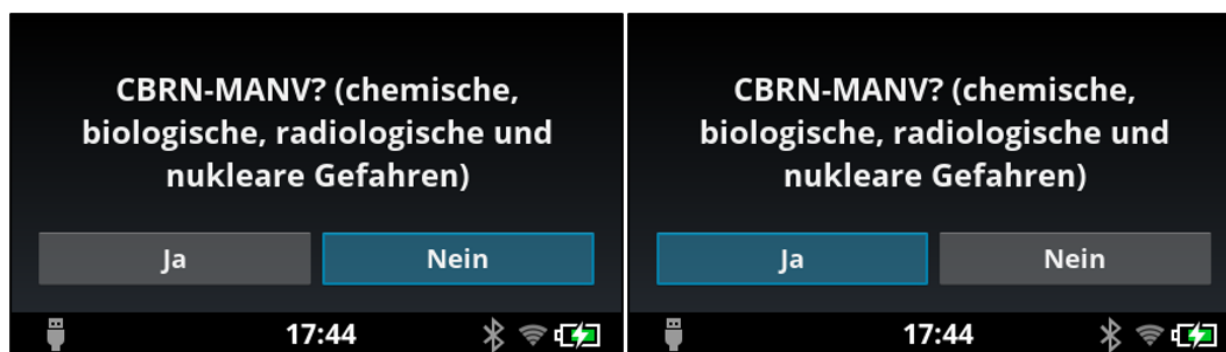 CBRN-MANV? (chemische,
biologische, radiologische und
nukleare Gefahren)
Ja Nein
17:44
CBRN-MANV? (chemische,
biologische, radiologische und
nukleare Gefahren)
Ja Nein
17:44